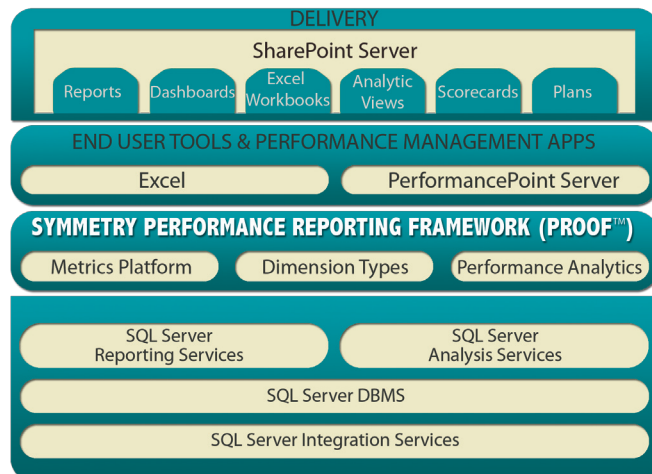 DELIVERY
SharePoint Server
Reports
Dashboards
Excel
Workbooks
Analytic
Views
Scorecards
Plans
END USER TOOLS & PERFORMANCE MANAGEMENT APPS
Excel
PerformancePoint Server
SYMMETRY PERFORMANCE REPORTING FRAMEWORK (PROOF™)
Metrics Platform
Dimension Types
Performance Analytics
SQL Server
Reporting Services
SQL Server
Analysis Services
SQL Server DBMS
SQL Server Integration Services